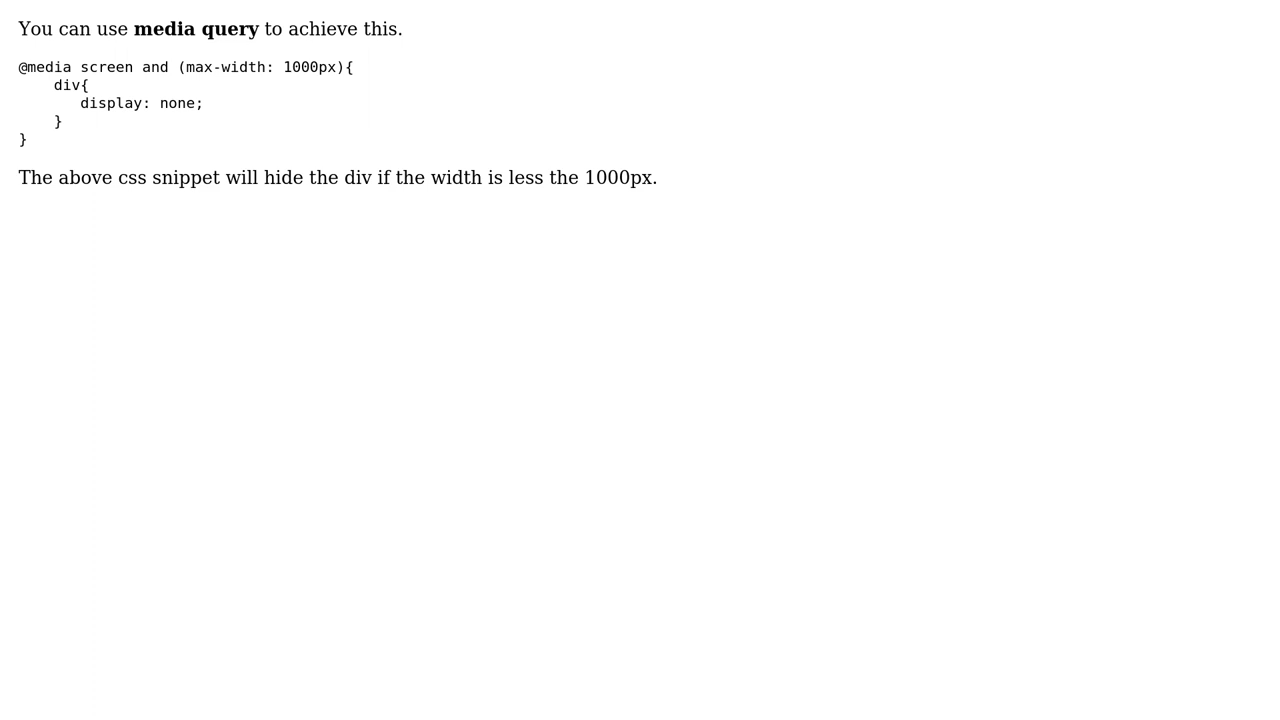 You can use media query to achieve this.
@media screen and (max-width: 1000px){
    div{
       display: none;
    }
}
The above css snippet will hide the div if the width is less the 1000px.